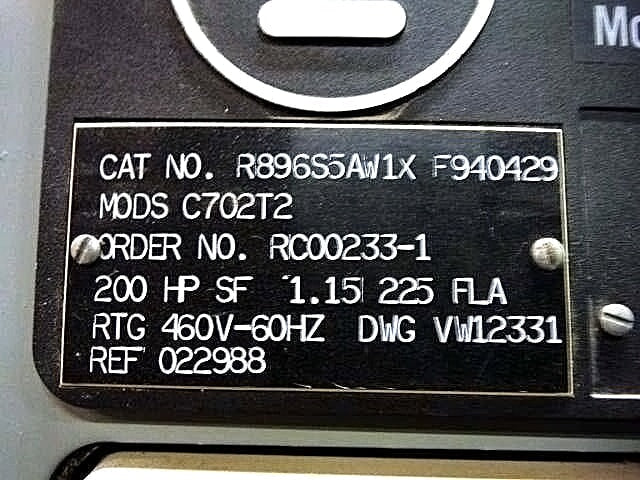 Mo
CAT NO. R896S5AW1X F940429
MODS C702T2
ORDER NO. RC00233-1
200 HP SF 1.15 225 FLA
RTG 460V-60HZ DWG VW12331
REF 022988